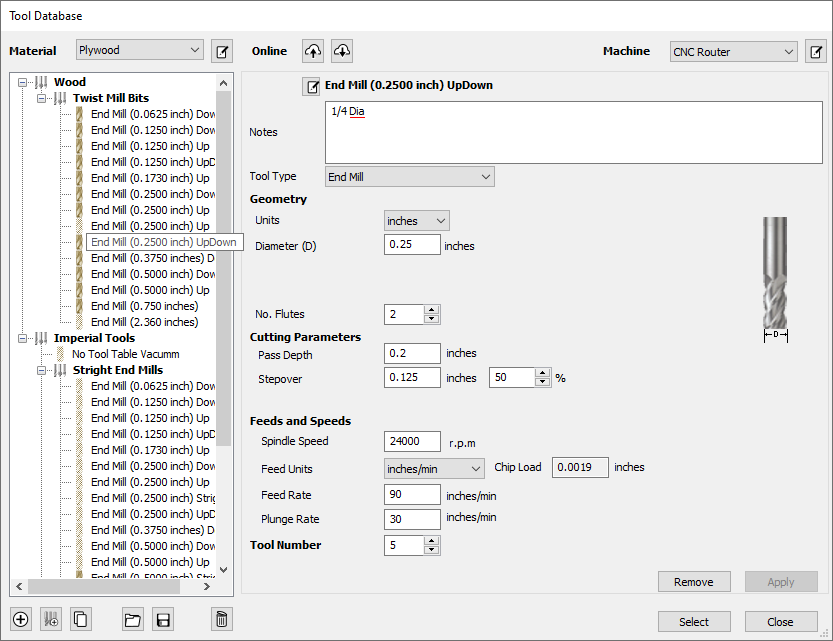 Tool Database
Material Plywood Online Machine CNC Router
Wood
Twist Mill Bits
End Mill (0.0625 inch) Dow
End Mill (0.1250 inch) Dow
End Mill (0.1250 inch) Up
End Mill (0.1250 inch) UpD
End Mill (0.1730 inch) Up
End Mill (0.2500 inch) Dow
End Mill (0.2500 inch) Up
End Mill (0.2500 inch) Up
End Mill (0.2500 inch) UpDown
End Mill (0.3750 inches) D
End Mill (0.5000 inch) Dow
End Mill (0.5000 inch) Up
End Mill (0.750 inches)
End Mill (2.360 inches)
Imperial Tools
No Tool Table Vacumm
Stright End Mills
End Mill (0.0625 inch) Dow
End Mill (0.1250 inch) Dow
End Mill (0.1250 inch) Up
End Mill (0.1250 inch) UpD
End Mill (0.1730 inch) Up
End Mill (0.2500 inch) Dow
End Mill (0.2500 inch) Up
End Mill (0.2500 inch) Strig
End Mill (0.2500 inch) UpD
End Mill (0.3750 inches) D
End Mill (0.5000 inch) Dow
End Mill (0.5000 inch) Up
End Mill (0.5000 inch) Strig
End Mill (0.2500 inch) UpDown
Notes
1/4 Dia
Tool Type End Mill
Geometry
Units inches
Diameter (D) 0.25 inches
No. Flutes 2
D
Cutting Parameters
Pass Depth 0.2 inches
Stepover 0.125 inches 50 %
Feeds and Speeds
Spindle Speed 24000 r.p.m
Feed Units inches/min Chip Load 0.0019 inches
Feed Rate 90 inches/min
Plunge Rate 30 inches/min
Tool Number 5
Remove Apply
Select Close